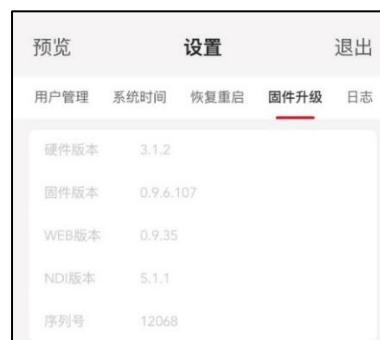 预览 设置 退出
用户管理 系统时间 恢复重启 固件升级 日志
硬件版本 3.1.2
固件版本 0.9.6.107
WEB版本 0.9.35
NDI版本 5.1.1
序列号 12068